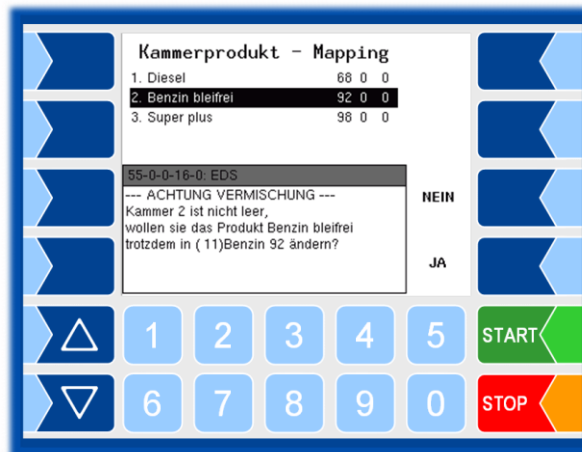 Kammerprodukt - Mapping
1. Diesel 68 0 0
2. Benzin bleifrei 92 0 0
3. Super plus 98 0 0
55-0-0-16-0: EDS
--- ACHTUNG VERMISCHUNG ---
Kammer 2 ist nicht leer,
wollen sie das Produkt Benzin bleifrei
trotzdem in ( 11)Benzin 92 ändern?
NEIN
JA
1 2 3 4 5 START
6 7 8 9 0 STOP